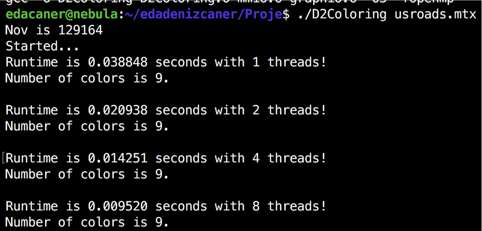 edacaner@nebula:~/edadenizcaner/Proje$ ./D2Coloring usroads.mtx
Nov is 129164
Started...
Runtime is 0.038848 seconds with 1 threads!
Number of colors is 9.
Runtime is 0.020938 seconds with 2 threads!
Number of colors is 9.
Runtime is 0.014251 seconds with 4 threads!
Number of colors is 9.
Runtime is 0.009520 seconds with 8 threads!
Number of colors is 9.